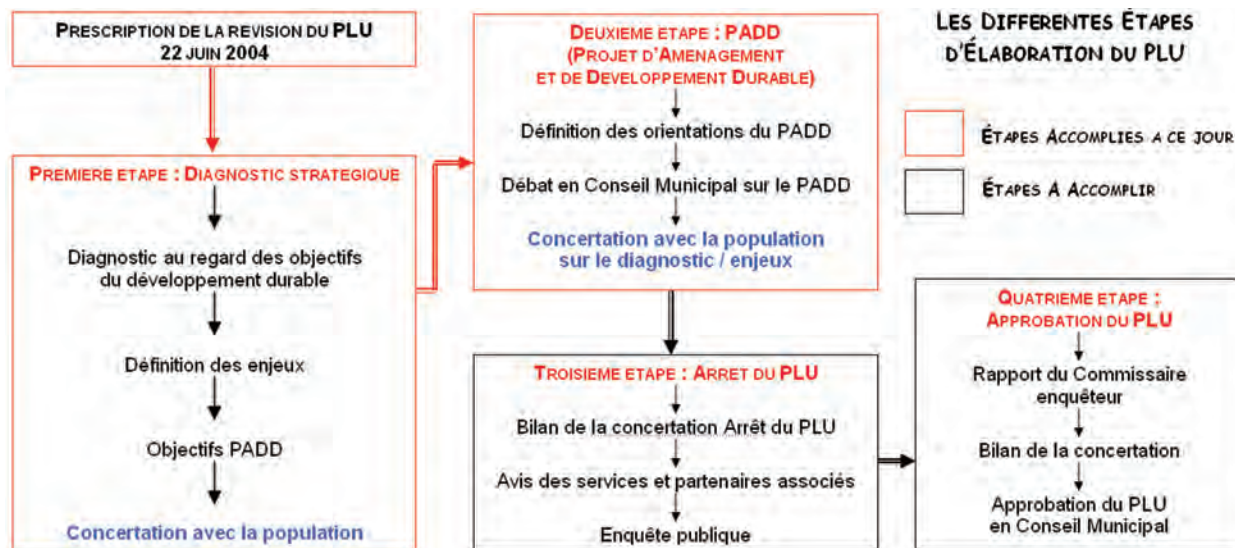 PRESCRIPTION DE LA REVISION DU PLU
22 JUIN 2004
PREMIERE ETAPE : DIAGNOSTIC STRATEGIQUE
Diagnostic au regard des objectifs
du développement durable
Définition des enjeux
Objectifs PADD
Concertation avec la population
DEUXIEME ETAPE : PADD
(PROJET D'AMENAGEMENT
ET DE DEVELOPPEMENT DURABLE)
Définition des orientations du PADD
Débat en Conseil Municipal sur le PADD
Concertation avec la population
sur le diagnostic / enjeux
TROISIEME ETAPE : ARRET DU PLU
Bilan de la concertation Arrêt du PLU
Avis des services et partenaires associés
Enquête publique
LES DIFFERENTES ÉTAPES
D'ÉLABORATION DU PLU
ÉTAPES ACCOMPLIES A CE JOUR
ÉTAPES A ACCOMPLIR
QUATRIEME ETAPE :
APPROBATION DU PLU
Rapport du Commissaire
enquêteur
Bilan de la concertation
Approbation du PLU
en Conseil Municipal